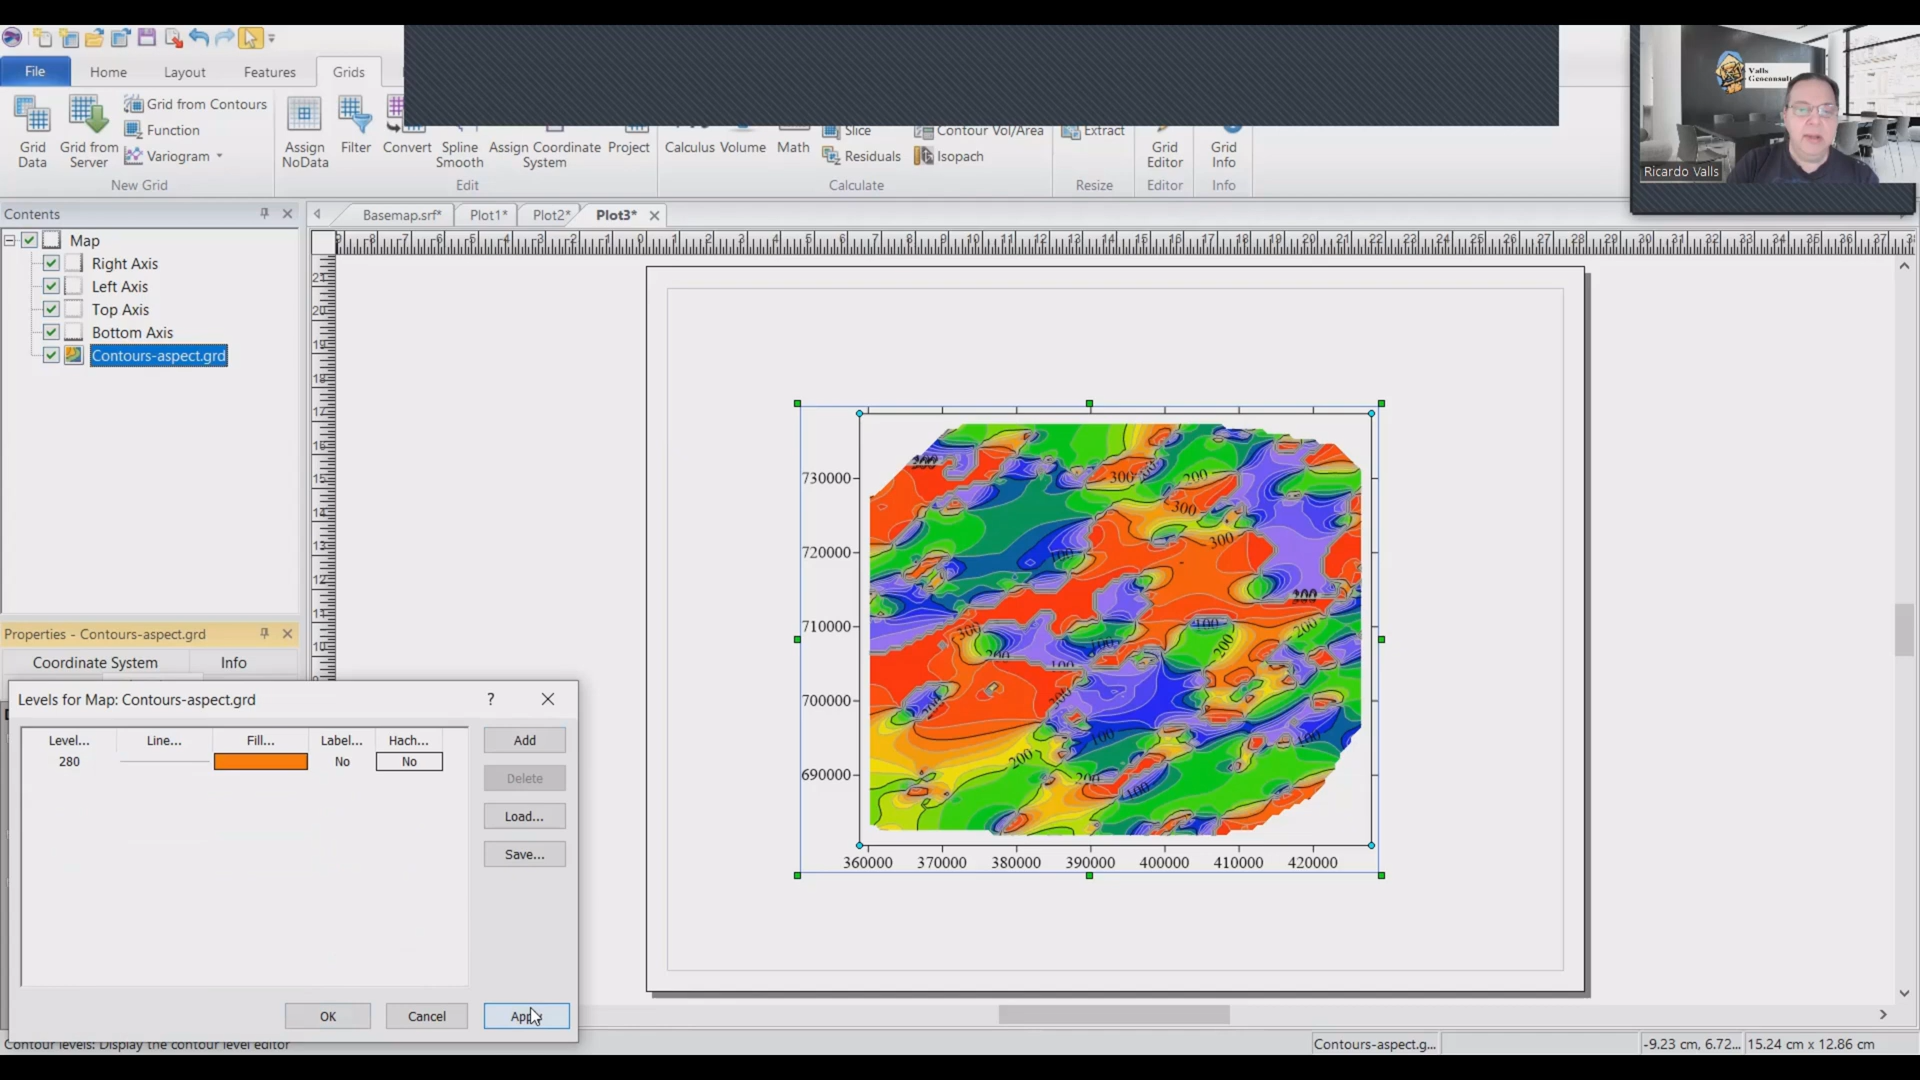 File
Home
Layout
Features
Grids
Grid Data
Grid from Server
Grid from Contours
Function
Variogram
New Grid
Assign NoData
Filter
Convert
Spline Smooth
Assign Coordinate System
Project
Edit
Calculus
Volume
Math
Slice
Residuals
Contour Vol/Area
Isopach
Calculate
Extract
Resize
Grid Editor
Editor
Grid Info
Info
Valls
Geoconsult
Ricardo Valls
Contents
Map
Right Axis
Left Axis
Top Axis
Bottom Axis
Contours-aspect.grd
Basemap.srf*
Plot1*
Plot2*
Plot3*
730000
720000
710000
700000
690000
360000 370000 380000 390000 400000 410000 420000
Properties - Contours-aspect.grd
Coordinate System
Info
Levels for Map: Contours-aspect.grd
?
Level... Line... Fill... Label... Hach...
280 No No
Add
Delete
Load...
Save...
OK
Cancel
Contour levels: Display the contour level editor
Contours-aspect.g...
-9.23 cm, 6.72...
15.24 cm x 12.86 cm